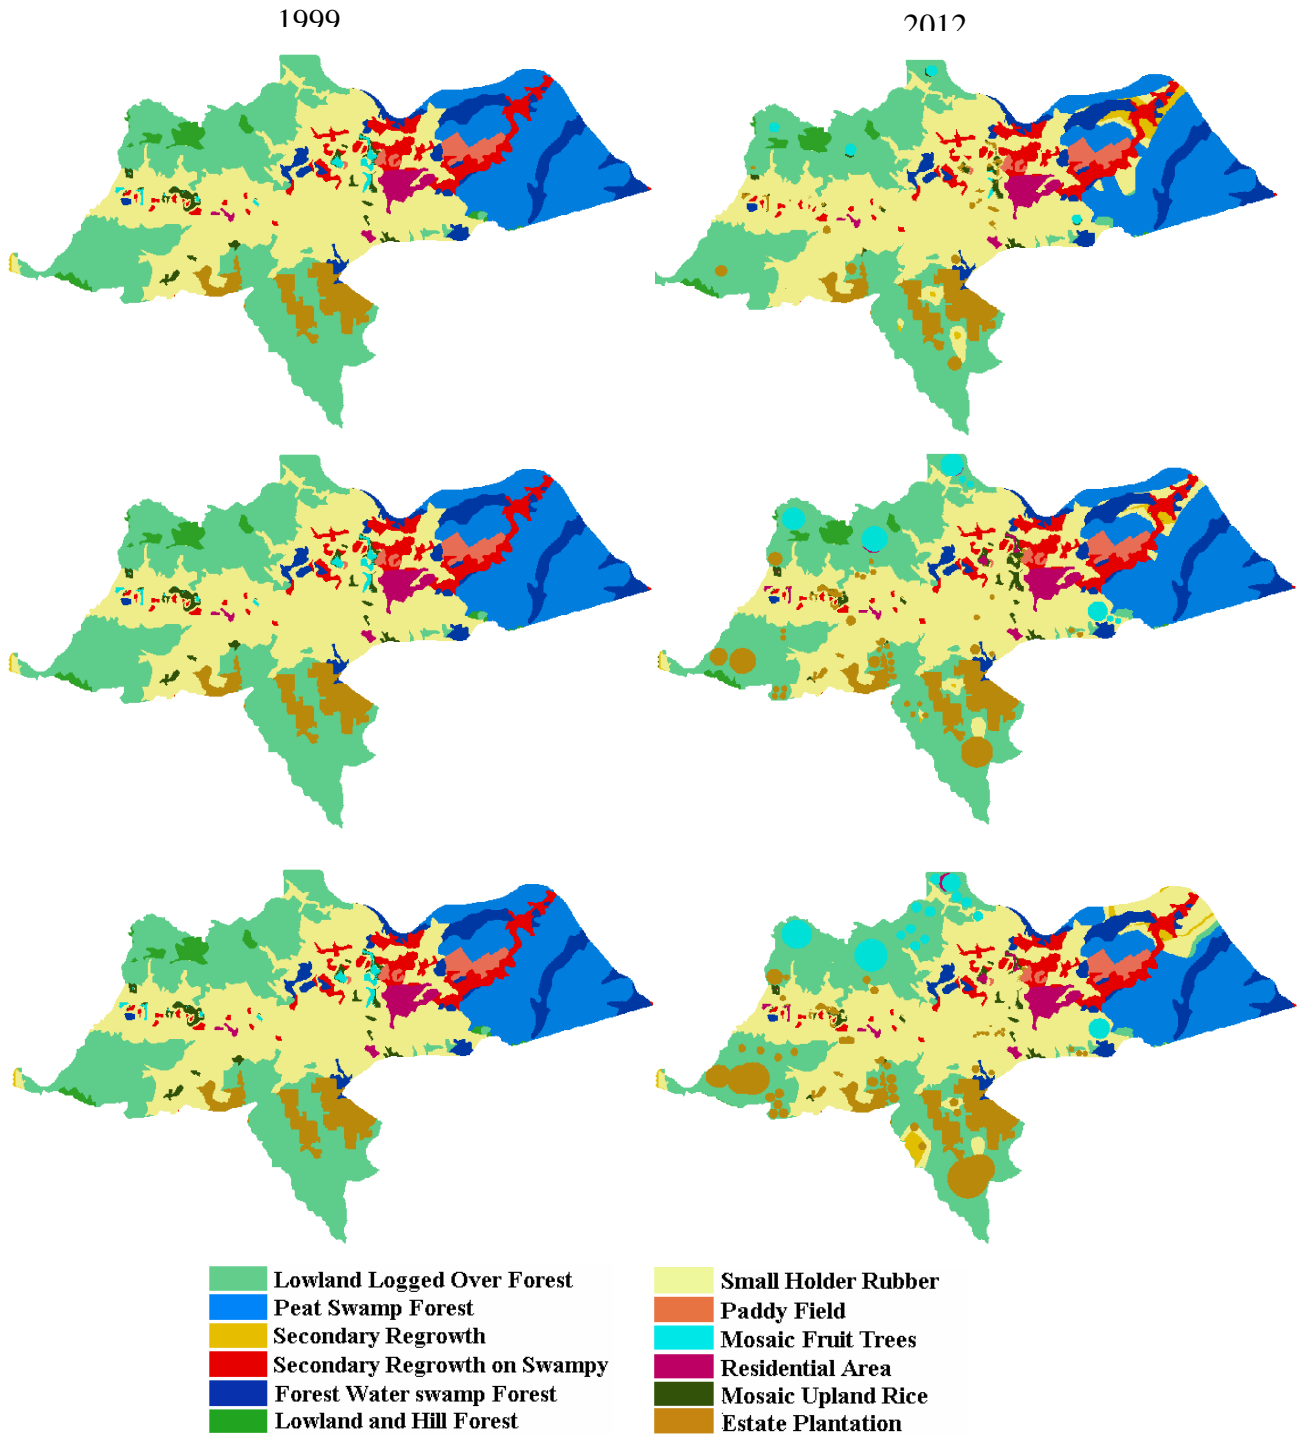 1999
2012
Lowland Logged Over Forest
Peat Swamp Forest
Secondary Regrowth
Secondary Regrowth on Swampy
Forest Water swamp Forest
Lowland and Hill Forest
Small Holder Rubber
Paddy Field
Mosaic Fruit Trees
Residential Area
Mosaic Upland Rice
Estate Plantation